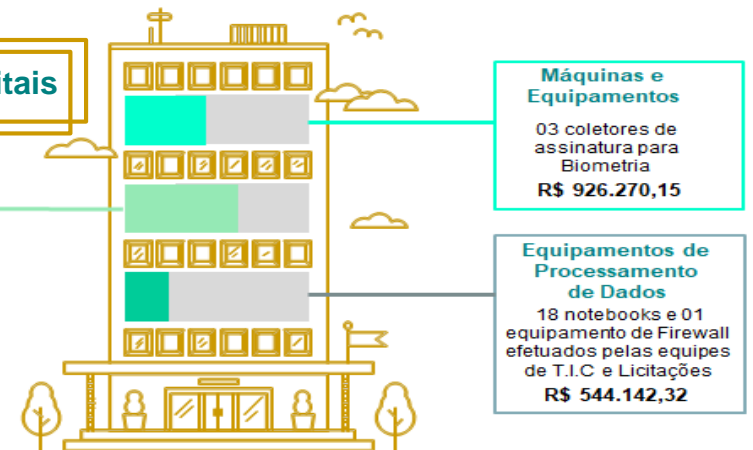 itais
Máquinas e
Equipamentos
03 coletores de
assinatura para
Biometria
R$ 926.270,15
Equipamentos de
Processamento
de Dados
18 notebooks e 01
equipamento de Firewall
efetuados pelas equipes
de T.I.C e Licitações
R$ 544.142,32